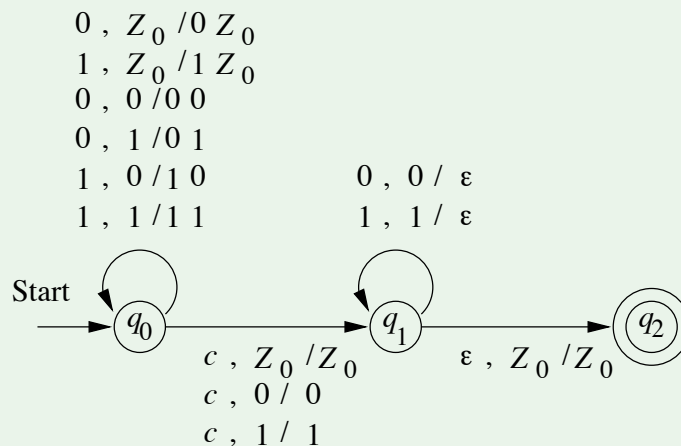 0 , Z₀ / 0 Z₀
1 , Z₀ / 1 Z₀
0 , 0 / 0 0
0 , 1 / 0 1
1 , 0 / 1 0
1 , 1 / 1 1
0 , 0 / ε
1 , 1 / ε
Start
q₀
q₁
q₂
c , Z₀ / Z₀
c , 0 / 0
c , 1 / 1
ε , Z₀ / Z₀